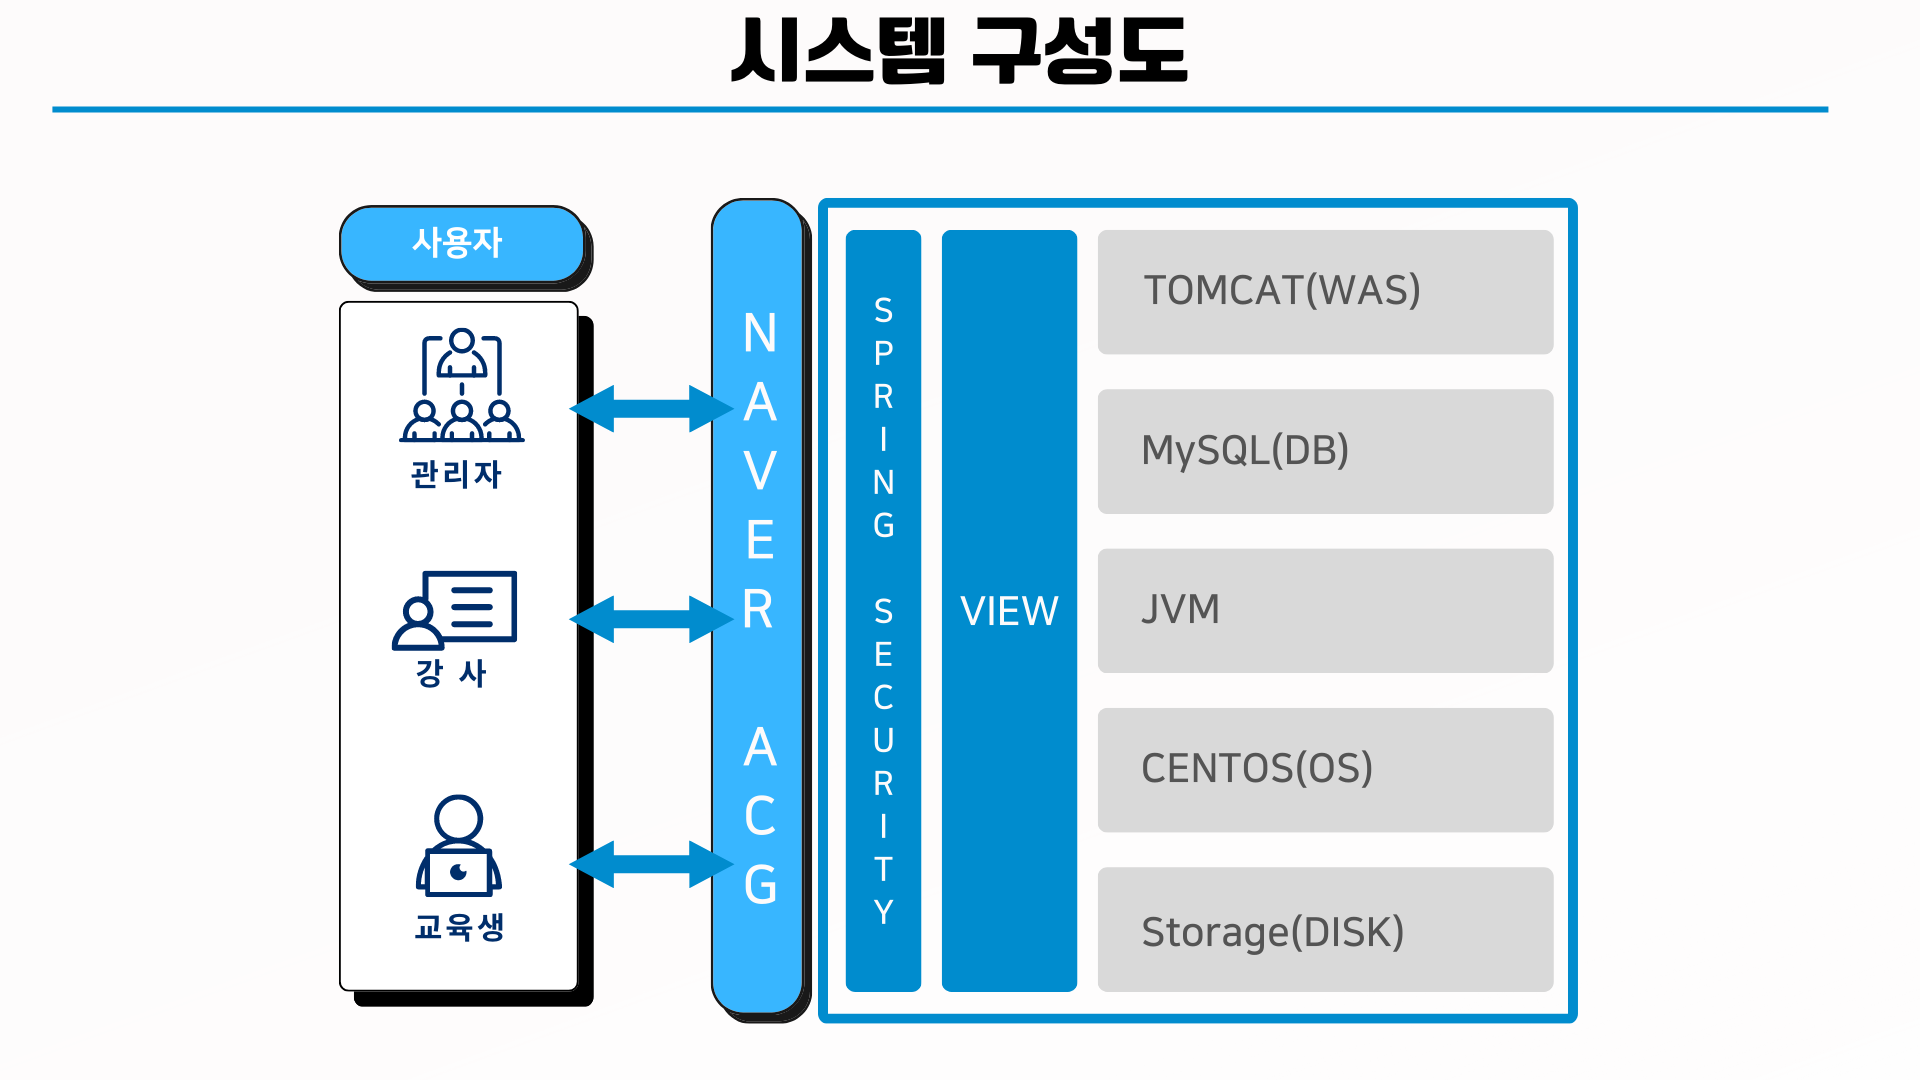 시스템 구성도
사용자
관리자
강 사
교육생
NAVER ACG
SPRING SECURITY
VIEW
TOMCAT(WAS)
MySQL(DB)
JVM
CENTOS(OS)
Storage(DISK)